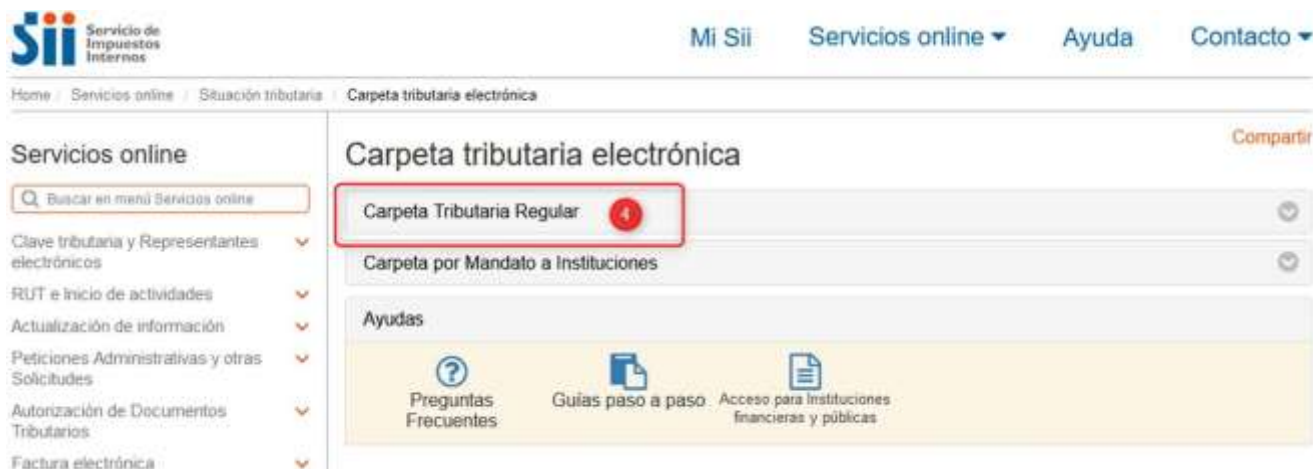 Sii Servicio de
Impuestos
Internos
Mi Sii Servicios online Ayuda Contacto
Home / Servicios online / Situación tributaria / Carpeta tributaria electrónica
Compartir
Servicios online
Buscar en menú Servicios online
Clave tributaria y Representantes
electrónicos
RUT e Inicio de actividades
Actualización de información
Peticiones Administrativas y otras
Solicitudes
Autorización de Documentos
Tributarios
Factura electrónica
Carpeta tributaria electrónica
Carpeta Tributaria Regular 4
Carpeta por Mandato a Instituciones
Ayudas
Preguntas
Frecuentes
Guías paso a paso
Acceso para Instituciones
financieras y públicas